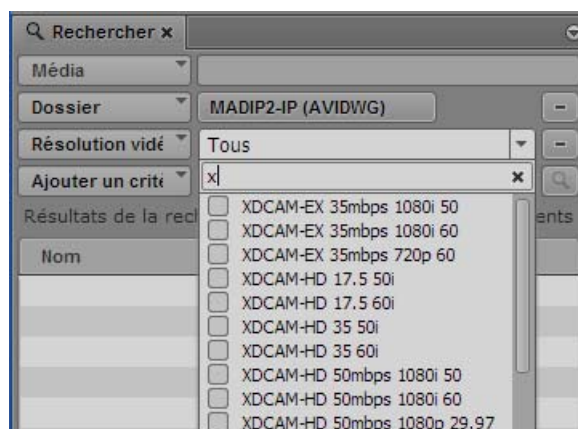 Rechercher
Média
Dossier MADIP2-IP (AVIDWG)
Résolution vidé Tous
Ajouter un crite x
Résultats de la recl ents
XDCAM-EX 35mbps 1080i 50
XDCAM-EX 35mbps 1080i 60
Nom XDCAM-EX 35mbps 720p 60
XDCAM-HD 17.5 50i
XDCAM-HD 17.5 60i
XDCAM-HD 35 50i
XDCAM-HD 35 60i
XDCAM-HD 50mbps 1080i 50
XDCAM-HD 50mbps 1080i 60
XDCAM-HD 50mbps 1080p 29.97